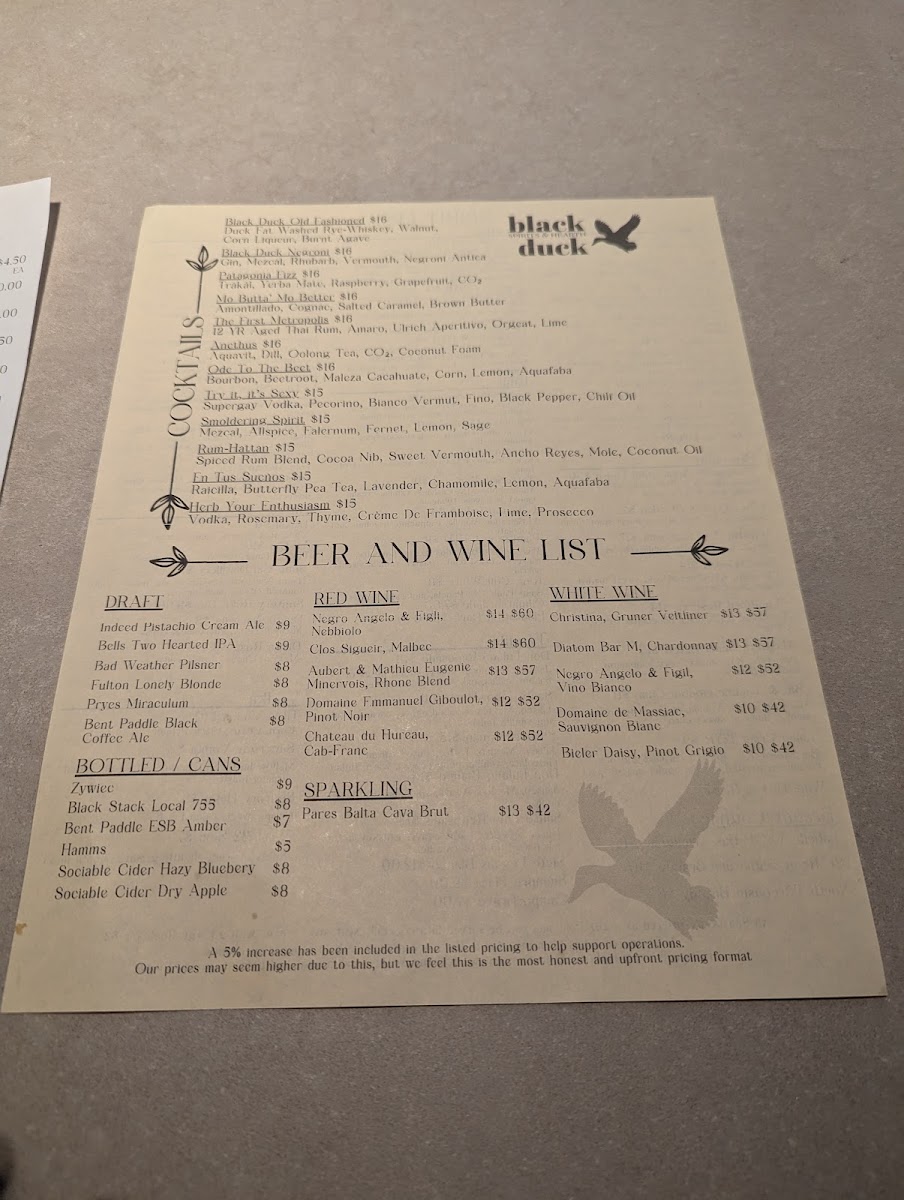 34.50
EA
0.00
.00
50
0
black
SPIRITS & HEARTH
duck
COCKTAILS
Black Duck Old Fashioned $16
Duck Fat Washed Rye-Whiskey, Walnut,
Corn Liqueur, Burnt Agave
Black Duck Negroni $16
Gin, Mezcal, Rhubarb, Vermouth, Negroni Antica
Patagonia Fizz $16
Träkál, Yerba Mate, Raspberry, Grapefruit, CO₂
Mo Butta' Mo Better $16
Amontillado, Cognac, Salted Caramel, Brown Butter
The First Metropolis $16
12 YR Aged Thai Rum, Amaro, Ulrich Aperitivo, Orgeat, Lime
Anethus $16
Aquavit, Dill, Oolong Tea, CO₂, Coconut Foam
Ode To The Beet $16
Bourbon, Beetroot, Maleza Cacahuate, Corn, Lemon, Aquafaba
Try it, it's Sexy $15
Supergay Vodka, Pecorino, Bianco Vermut, Fino, Black Pepper, Chili Oil
Smoldering Spirit $15
Mezcal, Allspice, Falernum, Fernet, Lemon, Sage
Rum-Hattan $15
Spiced Rum Blend, Cocoa Nib, Sweet Vermouth, Ancho Reyes, Mole, Coconut Oil
En Tus Sueños $15
Raicilla, Butterfly Pea Tea, Lavender, Chamomile, Lemon, Aquafaba
Herb Your Enthusiasm $15
Vodka, Rosemary, Thyme, Crème De Framboise, Lime, Prosecco
BEER AND WINE LIST
DRAFT
Indeed Pistachio Cream Ale $9
Bells Two Hearted IPA $9
Bad Weather Pilsner $8
Fulton Lonely Blonde $8
Pryes Miraculum $8
Bent Paddle Black $8
Coffee Ale
BOTTLED / CANS
Zywiec $9
Black Stack Local 755 $8
Bent Paddle ESB Amber $7
Hamms $5
Sociable Cider Hazy Bluebery $8
Sociable Cider Dry Apple $8
RED WINE
Negro Angelo & Figli, $14 $60
Nebbiolo
Clos Sigueir, Malbec $14 $60
Aubert & Mathieu Eugenie $13 $57
Minervois, Rhone Blend
Domaine Emmanuel Giboulot, $12 $52
Pinot Noir
Chateau du Hureau, $12 $52
Cab-Franc
SPARKLING
Pares Balta Cava Brut $13 $42
WHITE WINE
Christina, Gruner Veltliner $13 $57
Diatom Bar M, Chardonnay $13 $57
Negro Angelo & Figil, $12 $52
Vino Bianco
Domaine de Massiac, $10 $42
Sauvignon Blanc
Bieler Daisy, Pinot Grigio $10 $42
A 5% increase has been included in the listed pricing to help support operations.
Our prices may seem higher due to this, but we feel this is the most honest and upfront pricing format